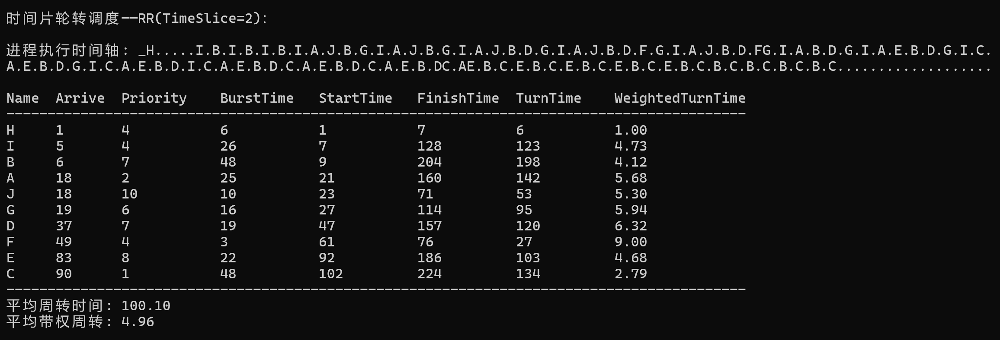 时间片轮转调度——RR(TimeSlice=2):
进程执行时间轴: _H.....I.B.I.B.I.B.I.A.J.B.G.I.A.J.B.G.I.A.J.B.D.G.I.A.J.B.D.F.G.I.A.J.B.D.FG.I.A.B.D.G.I.A.E.B.D.G.I.C.
A.E.B.D.G.I.C.A.E.B.D.I.C.A.E.B.D.C.A.E.B.D.C.A.E.B.DC.AE.B.C.E.B.C.E.B.C.E.B.C.E.B.C.B.C.B.C.B.C.B.C...................
Name Arrive Priority BurstTime StartTime FinishTime TurnTime WeightedTurnTime
------------------------------------------------------------------------------------------
H 1 4 6 1 7 6 1.00
I 5 4 26 7 128 123 4.73
B 6 7 48 9 204 198 4.12
A 18 2 25 21 160 142 5.68
J 18 10 10 23 71 53 5.30
G 19 6 16 27 114 95 5.94
D 37 7 19 47 157 120 6.32
F 49 4 3 61 76 27 9.00
E 83 8 22 92 186 103 4.68
C 90 1 48 102 224 134 2.79
------------------------------------------------------------------------------------------
平均周转时间: 100.10
平均带权周转: 4.96